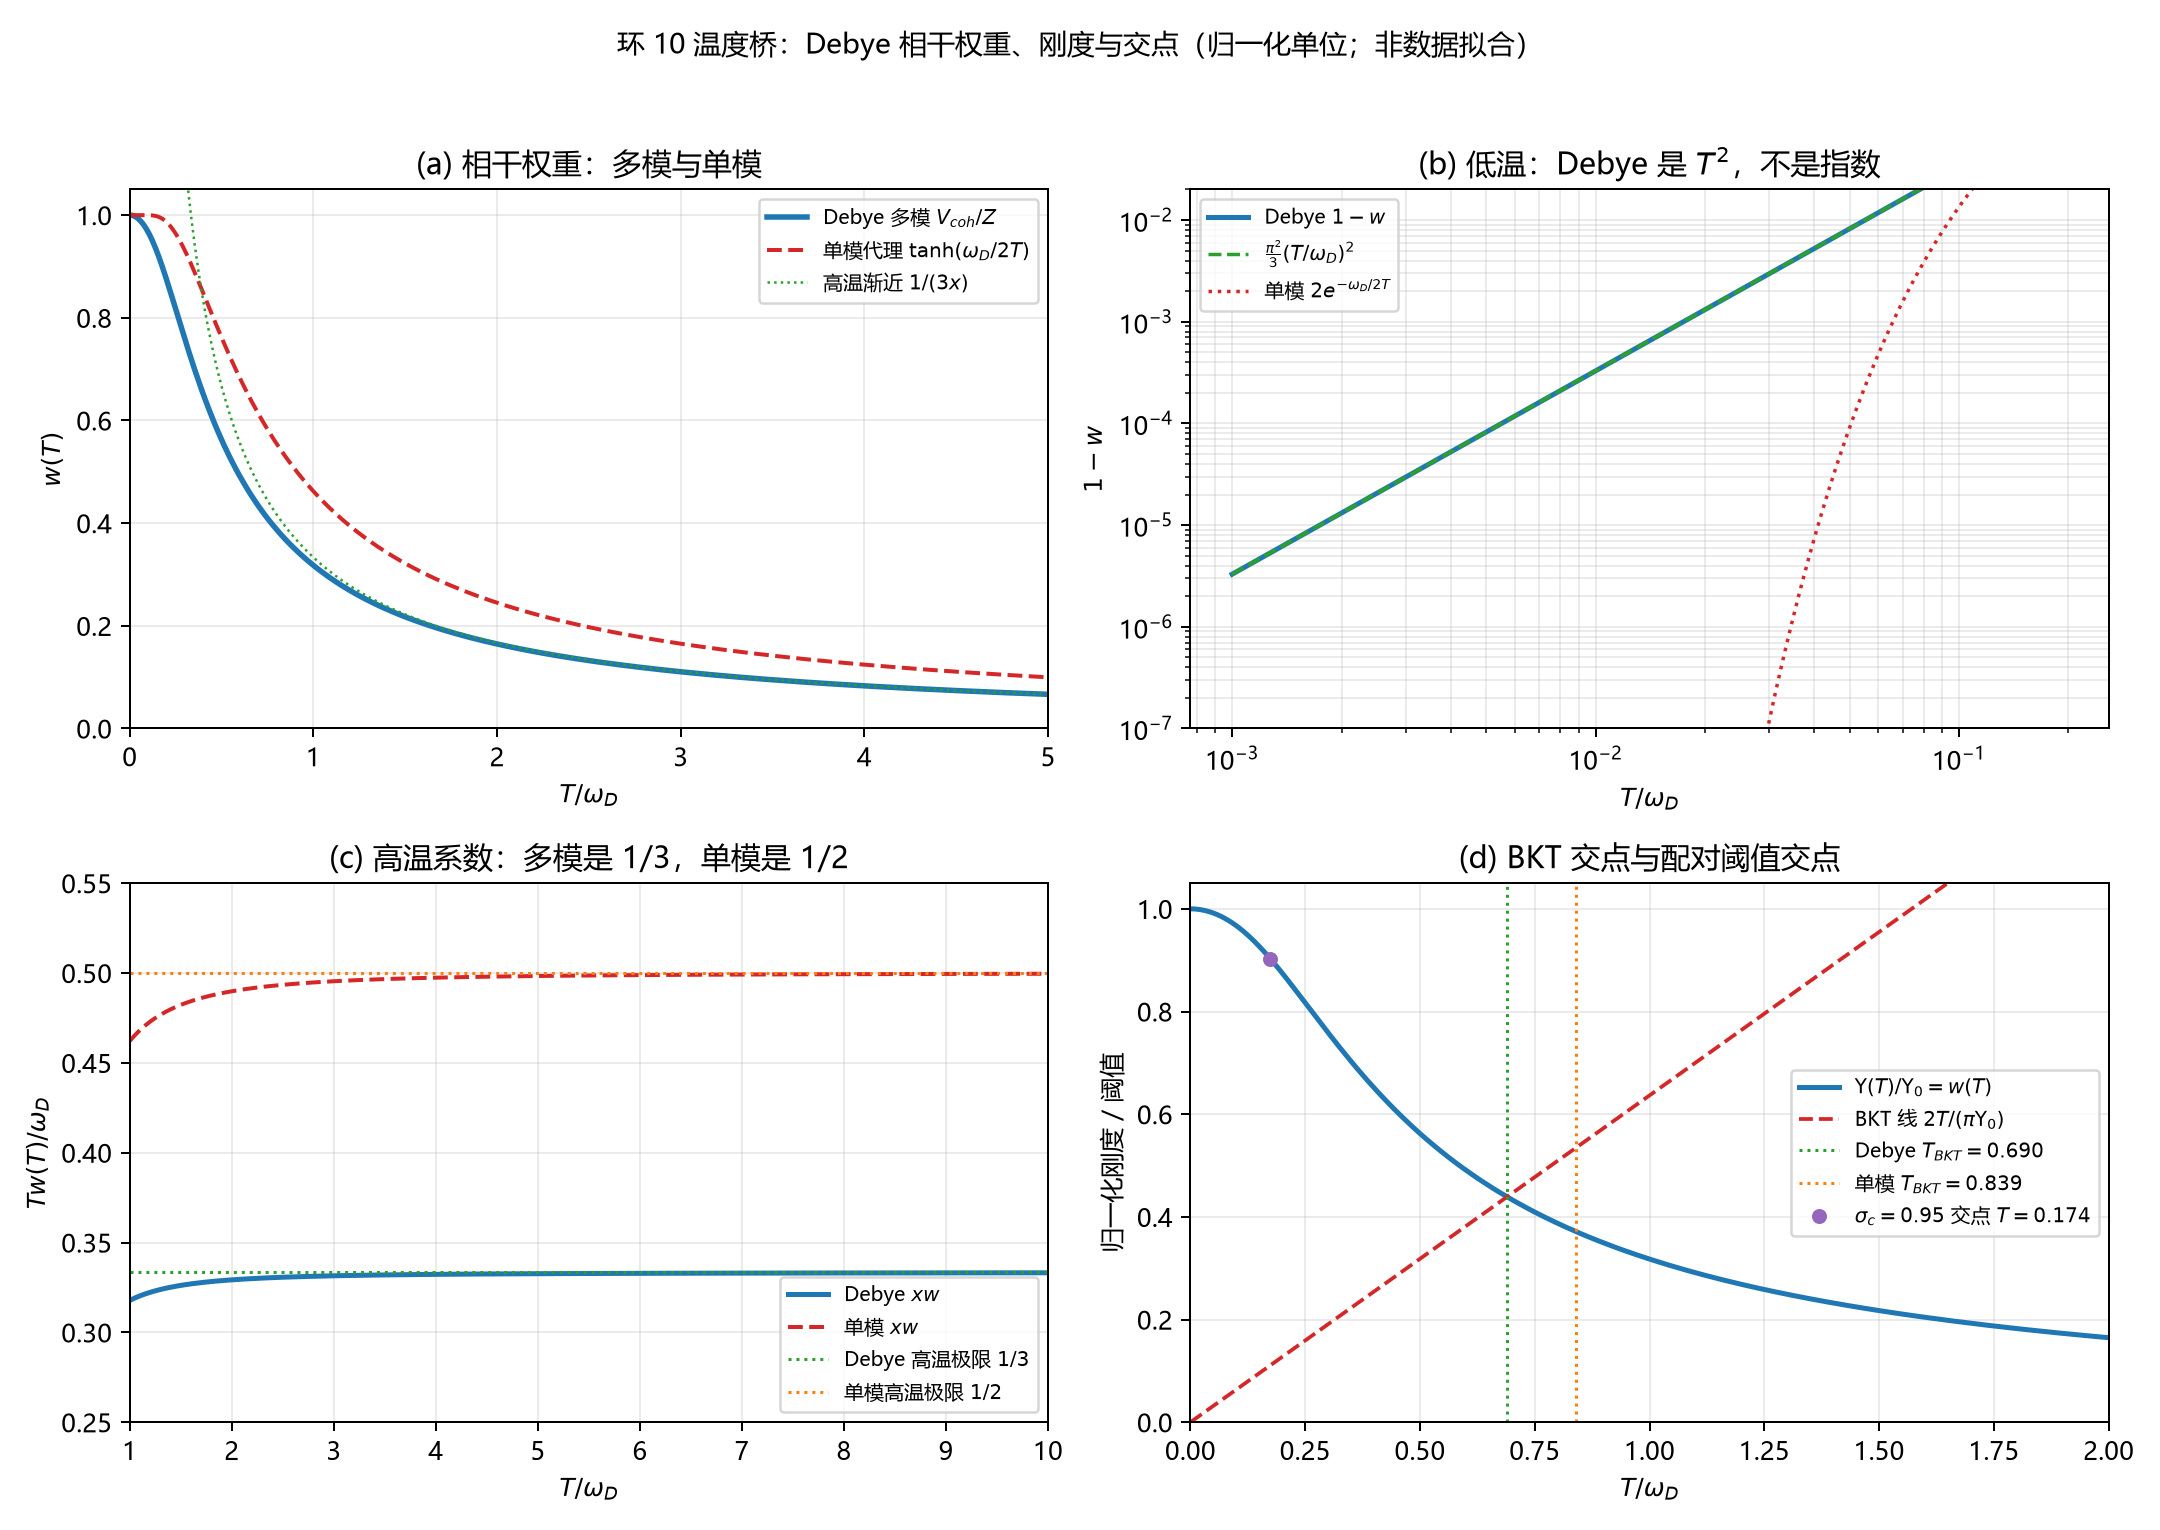 环 10 温度桥：Debye 相干权重、刚度与交点（归一化单位；非数据拟合）
(a) 相干权重：多模与单模
w(T)
1.0
0.8
0.6
0.4
0.2
0.0
0 1 2 3 4 5
T/ω_D
Debye 多模 V_{coh}/Z
单模代理 tanh(ω_D/2T)
高温渐近 1/(3x)
(b) 低温：Debye 是 T²，不是指数
1 − w
10⁻²
10⁻³
10⁻⁴
10⁻⁵
10⁻⁶
10⁻⁷
10⁻³ 10⁻² 10⁻¹
T/ω_D
Debye 1 − w
π²/3 (T/ω_D)²
单模 2e^{−ω_D/2T}
(c) 高温系数：多模是 1/3，单模是 1/2
Tw(T)/ω_D
0.55
0.50
0.45
0.40
0.35
0.30
0.25
1 2 3 4 5 6 7 8 9 10
T/ω_D
Debye xw
单模 xw
Debye 高温极限 1/3
单模高温极限 1/2
(d) BKT 交点与配对阈值交点
归一化刚度 / 阈值
1.0
0.8
0.6
0.4
0.2
0.0
0.00 0.25 0.50 0.75 1.00 1.25 1.50 1.75 2.00
T/ω_D
Υ(T)/Υ₀ = w(T)
BKT 线 2T/(πΥ₀)
Debye T_{BKT} = 0.690
单模 T_{BKT} = 0.839
σ_c = 0.95 交点 T = 0.174